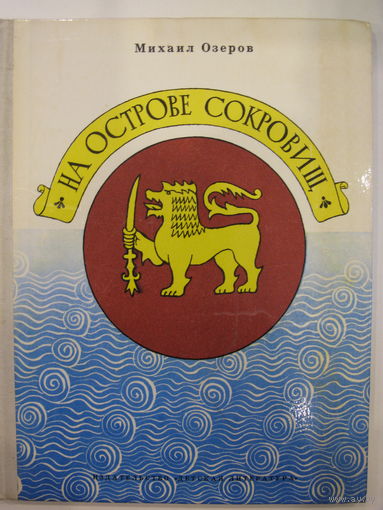 Михаил Озеров
НА ОСТРОВЕ СОКРОВИЩ
Издательство «Детская литература»